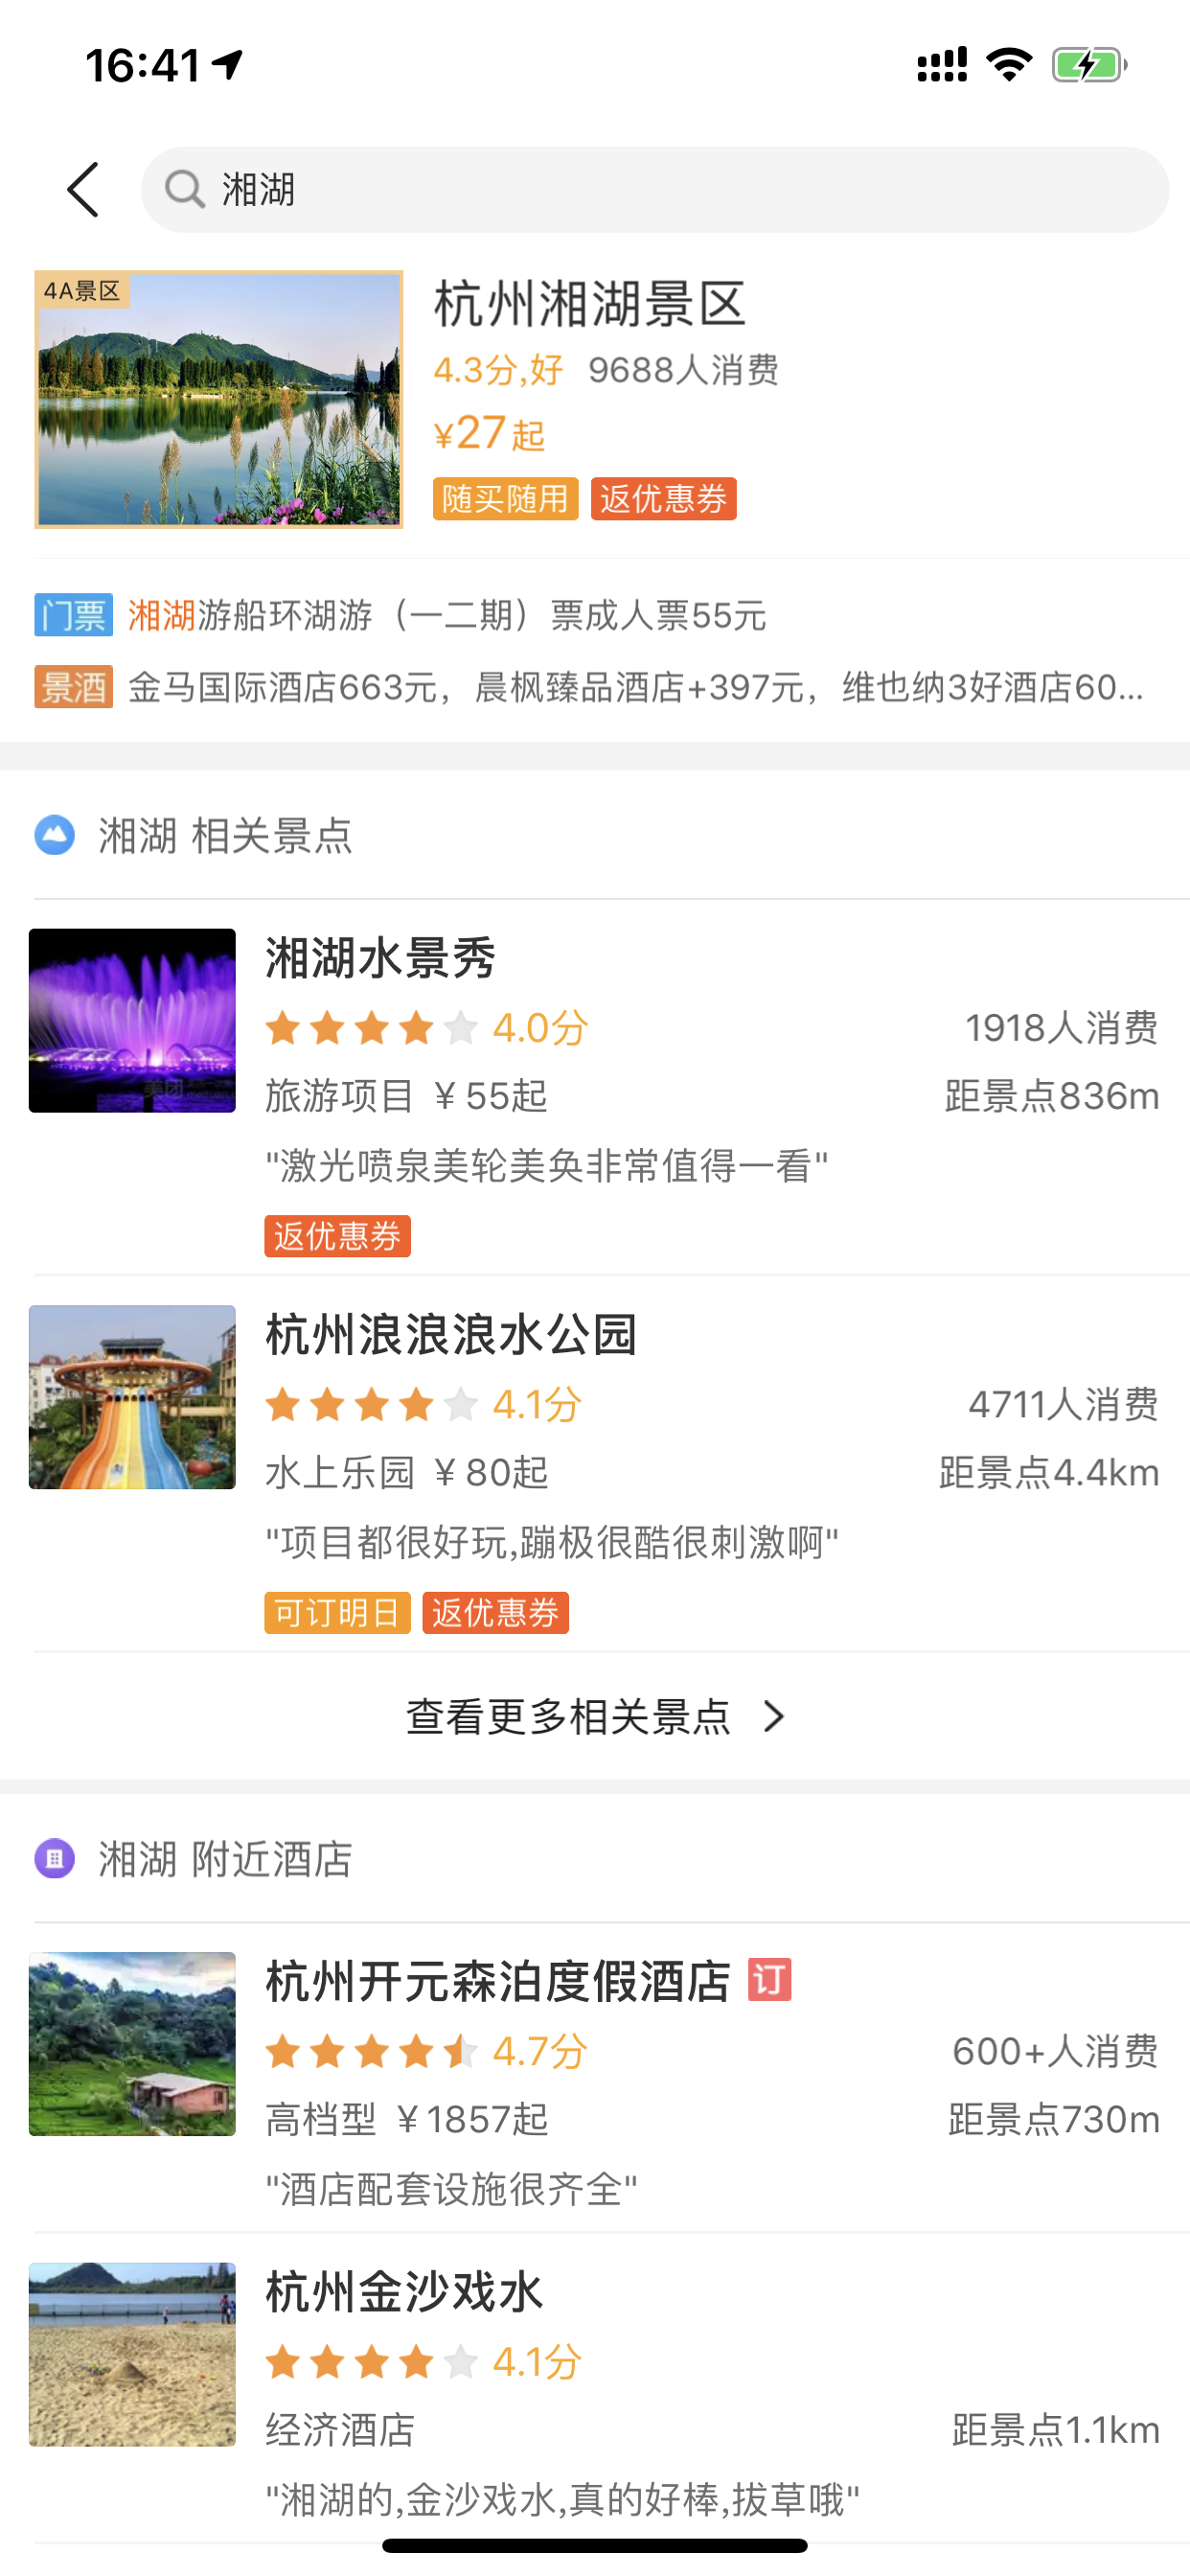 16:41
湘湖
4A景区
杭州湘湖景区
4.3分,好 9688人消费
¥27起
随买随用 返优惠券
门票 湘湖游船环湖游（一二期）票成人票55元
景酒 金马国际酒店663元，晨枫臻品酒店+397元，维也纳3好酒店60...
湘湖 相关景点
湘湖水景秀
4.0分 1918人消费
旅游项目 ¥55起 距景点836m
"激光喷泉美轮美奂非常值得一看"
返优惠券
美团
杭州浪浪浪水公园
4.1分 4711人消费
水上乐园 ¥80起 距景点4.4km
"项目都很好玩,蹦极很酷很刺激啊"
可订明日 返优惠券
查看更多相关景点
湘湖 附近酒店
杭州开元森泊度假酒店 订
4.7分 600+人消费
高档型 ¥1857起 距景点730m
"酒店配套设施很齐全"
杭州金沙戏水
4.1分
经济酒店 距景点1.1km
"湘湖的,金沙戏水,真的好棒,拔草哦"